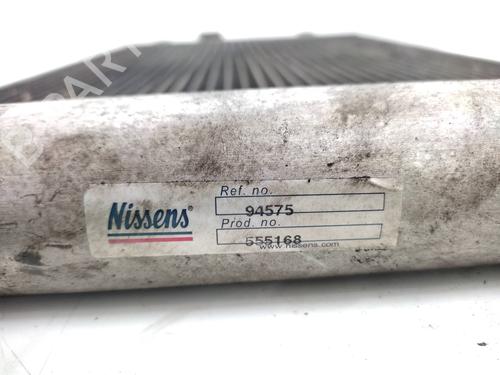 Nissens®
Ref. no.
94575
Prod. no.
555168
www.nissens.com